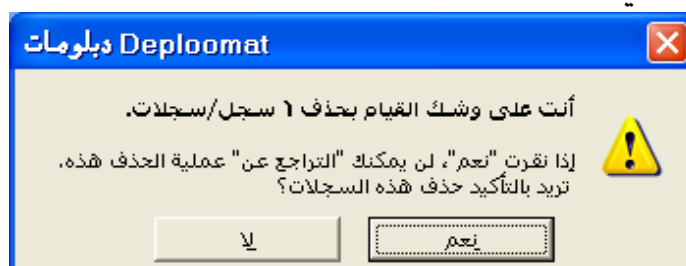 دبلومات Deploomat
أنت على وشك القيام بحذف ١ سجل/سجلات.
إذا نقرت "نعم"، لن يمكنك "التراجع عن" عملية الحذف هذه.
تريد بالتأكيد حذف هذه السجلات؟
نعم
لا